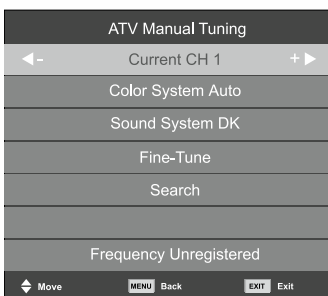 ATV Manual Tuning
- Current CH 1 +
Color System Auto
Sound System DK
Fine-Tune
Search
Frequency Unregistered
Move MENU Back EXIT Exit